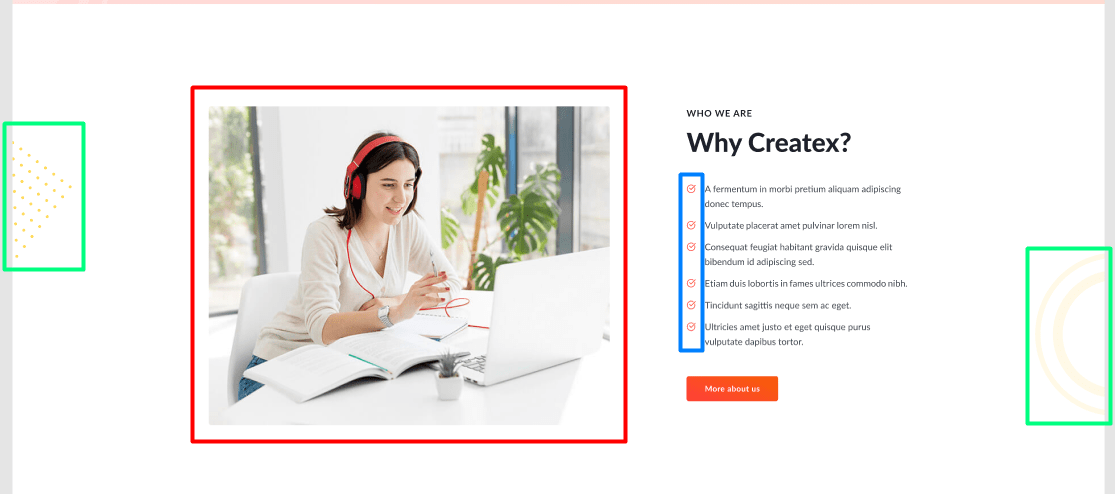 WHO WE ARE
Why Createx?
A fermentum in morbi pretium aliquam adipiscing
donec tempus.
Vulputate placerat amet pulvinar lorem nisl.
Consequat feugiat habitant gravida quisque elit
bibendum id adipiscing sed.
Etiam duis lobortis in fames ultrices commodo nibh.
Tincidunt sagittis neque sem ac eget.
Ultricies amet justo et eget quisque purus
vulputate dapibus tortor.
More about us